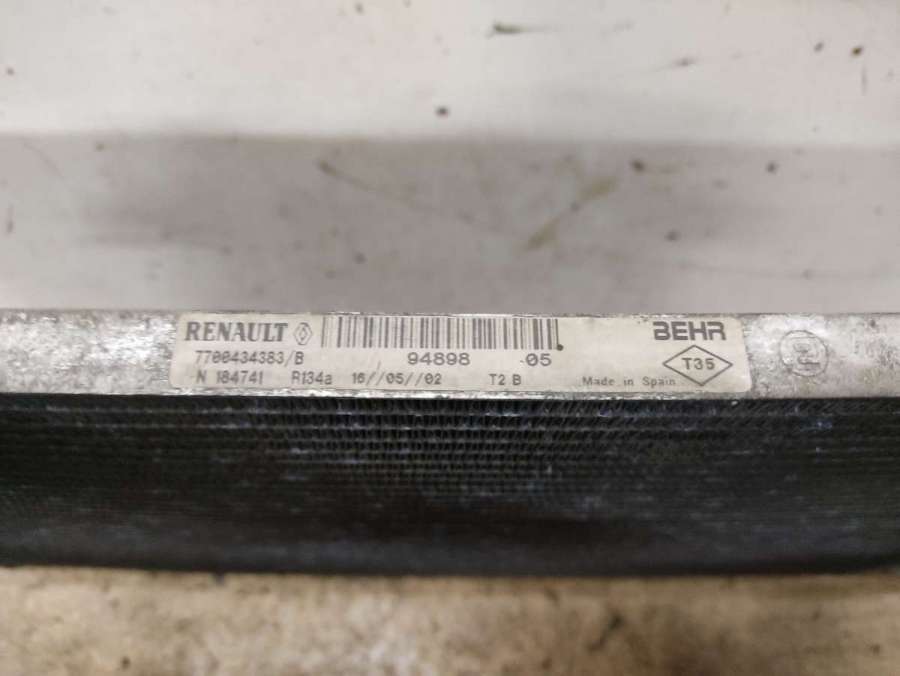 RENAULT
BEHR
7700434383/B
94898 -05
T35
N 184741 R134a 16//05//02 T2 B Made in Spain